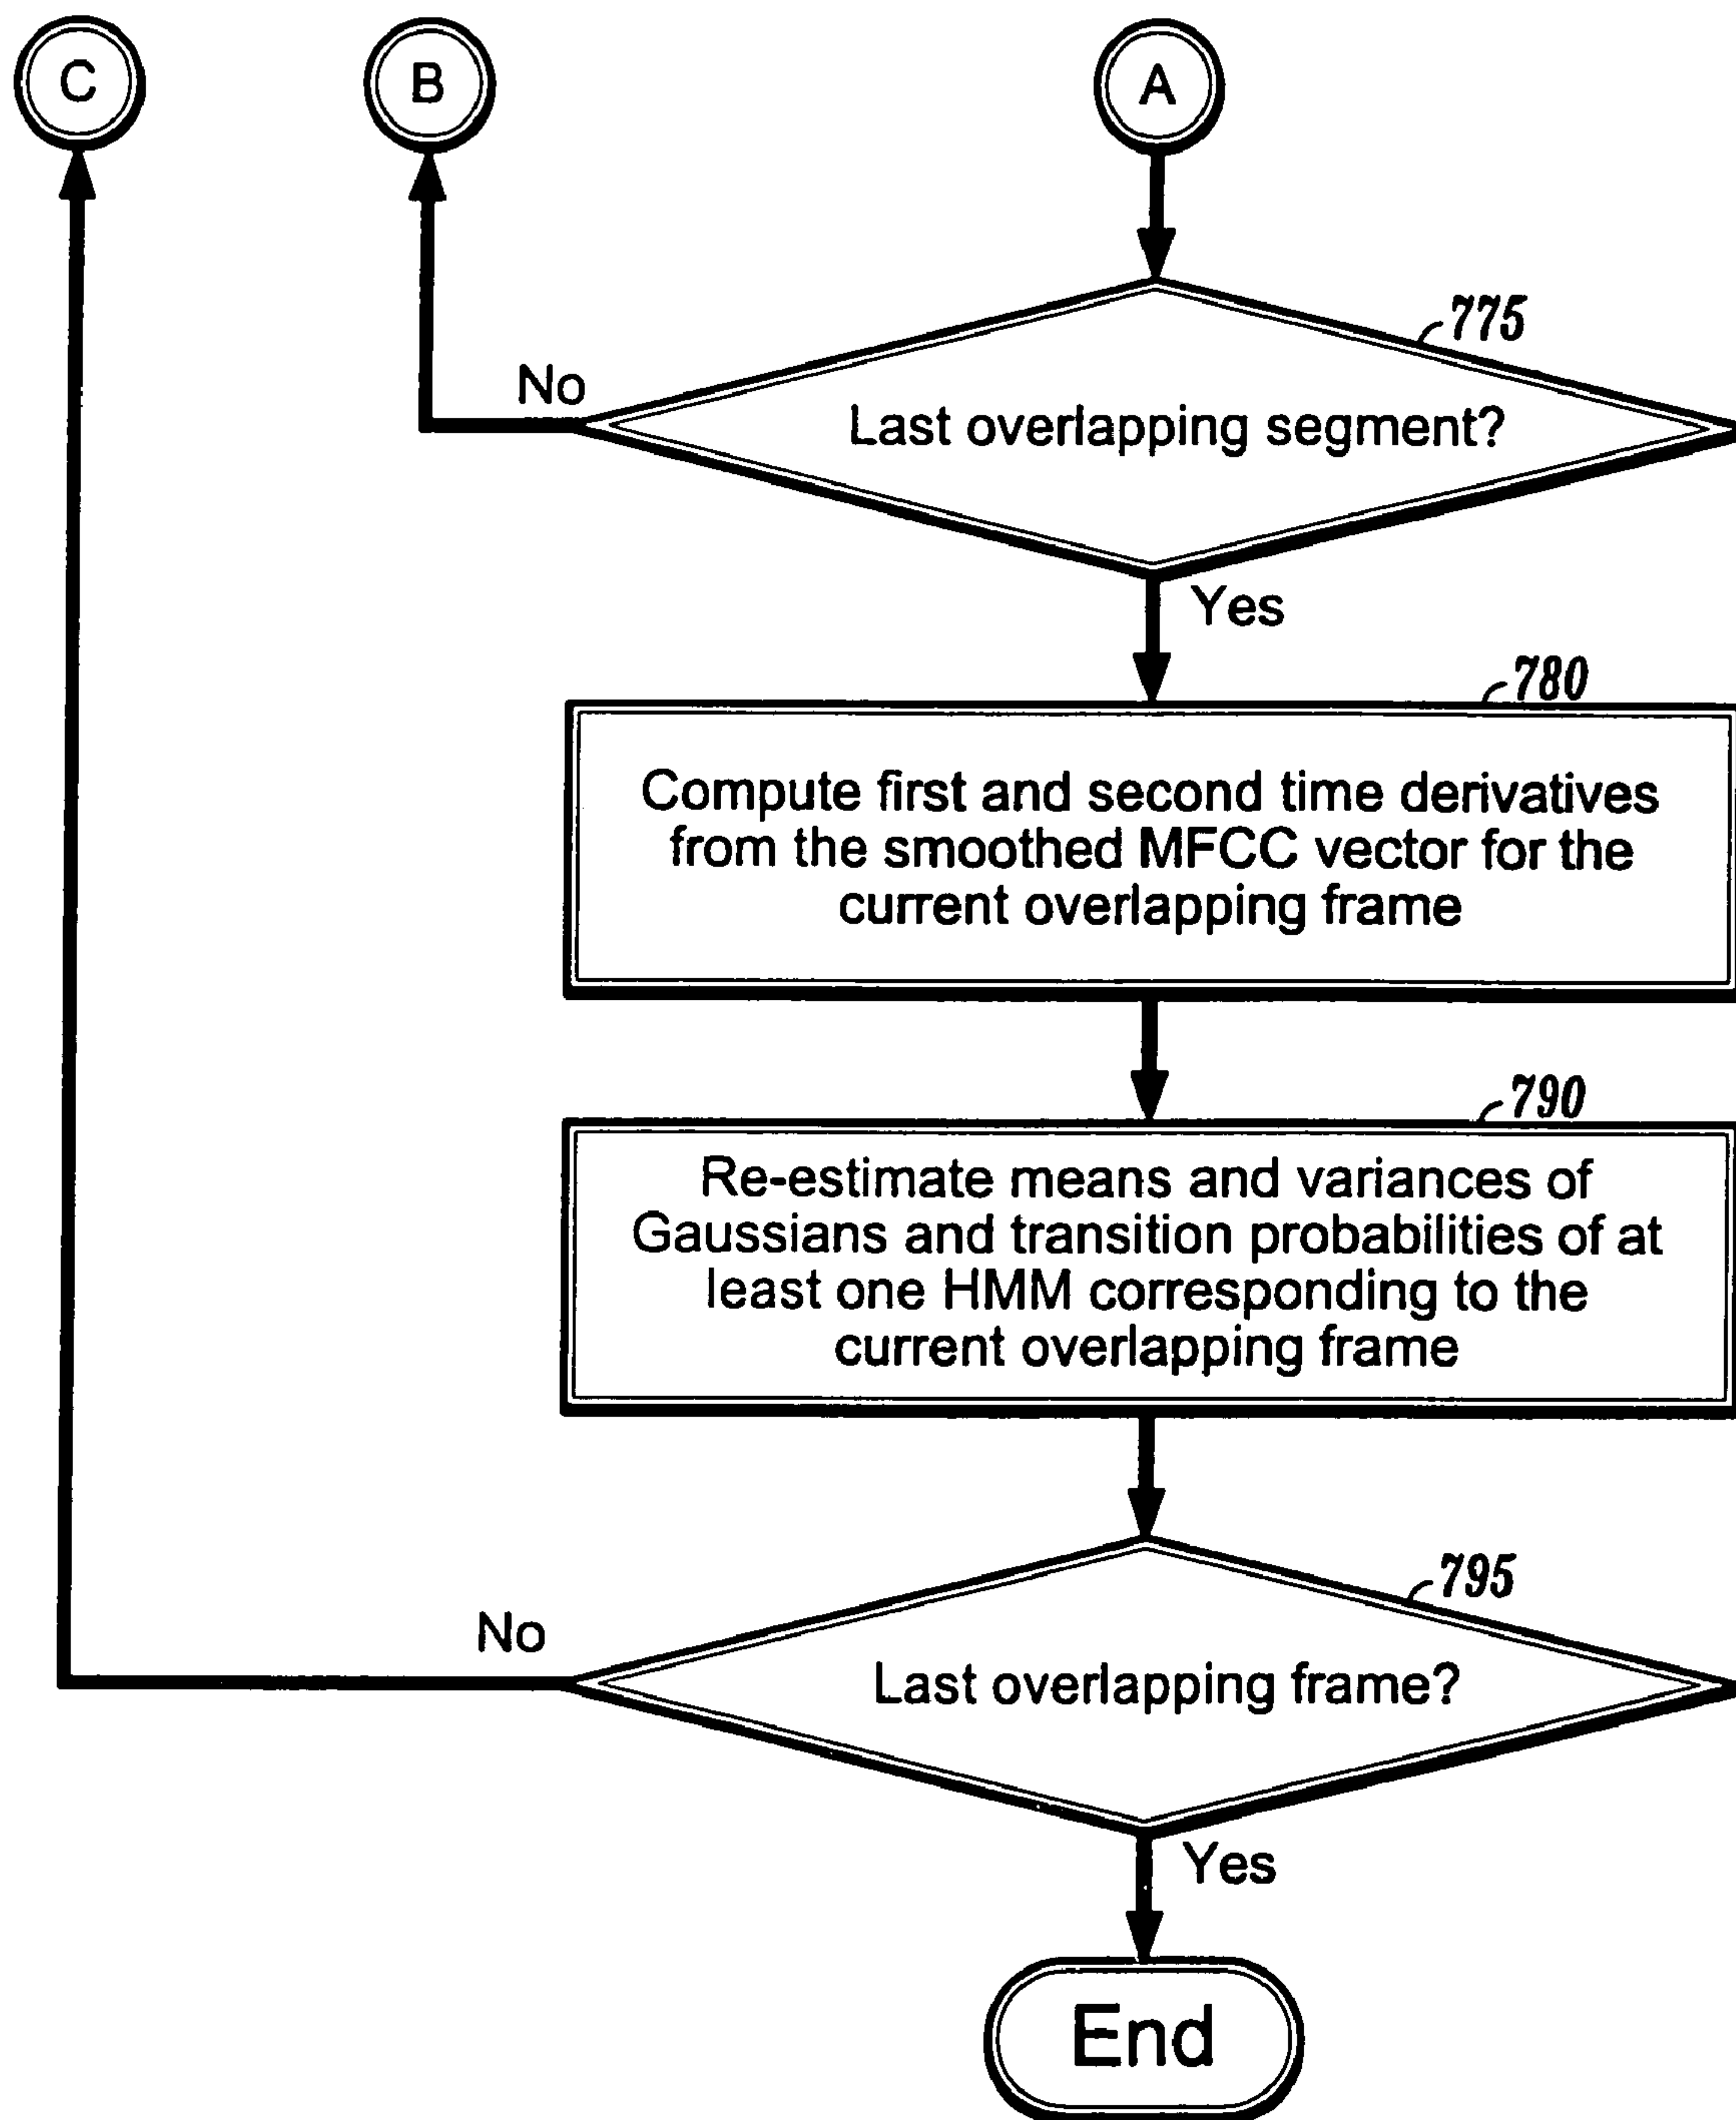 C
B
A
775
No
Last overlapping segment?
Yes
780
Compute first and second time derivatives
from the smoothed MFCC vector for the
current overlapping frame
790
Re-estimate means and variances of
Gaussians and transition probabilities of at
least one HMM corresponding to the
current overlapping frame
795
No
Last overlapping frame?
Yes
End